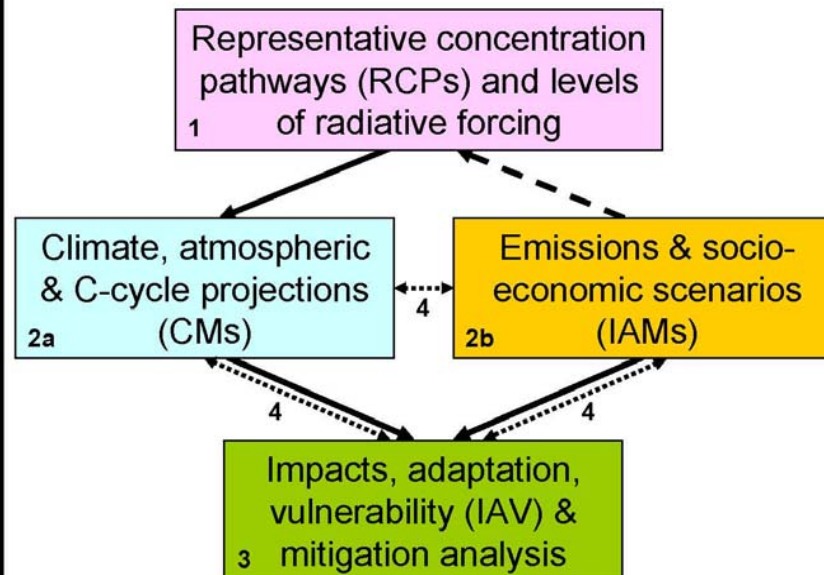 Representative concentration
pathways (RCPs) and levels
of radiative forcing
1
Climate, atmospheric
& C-cycle projections
(CMs)
2a
4
Emissions & socio-
economic scenarios
(IAMs)
2b
4
4
Impacts, adaptation,
vulnerability (IAV) &
mitigation analysis
3